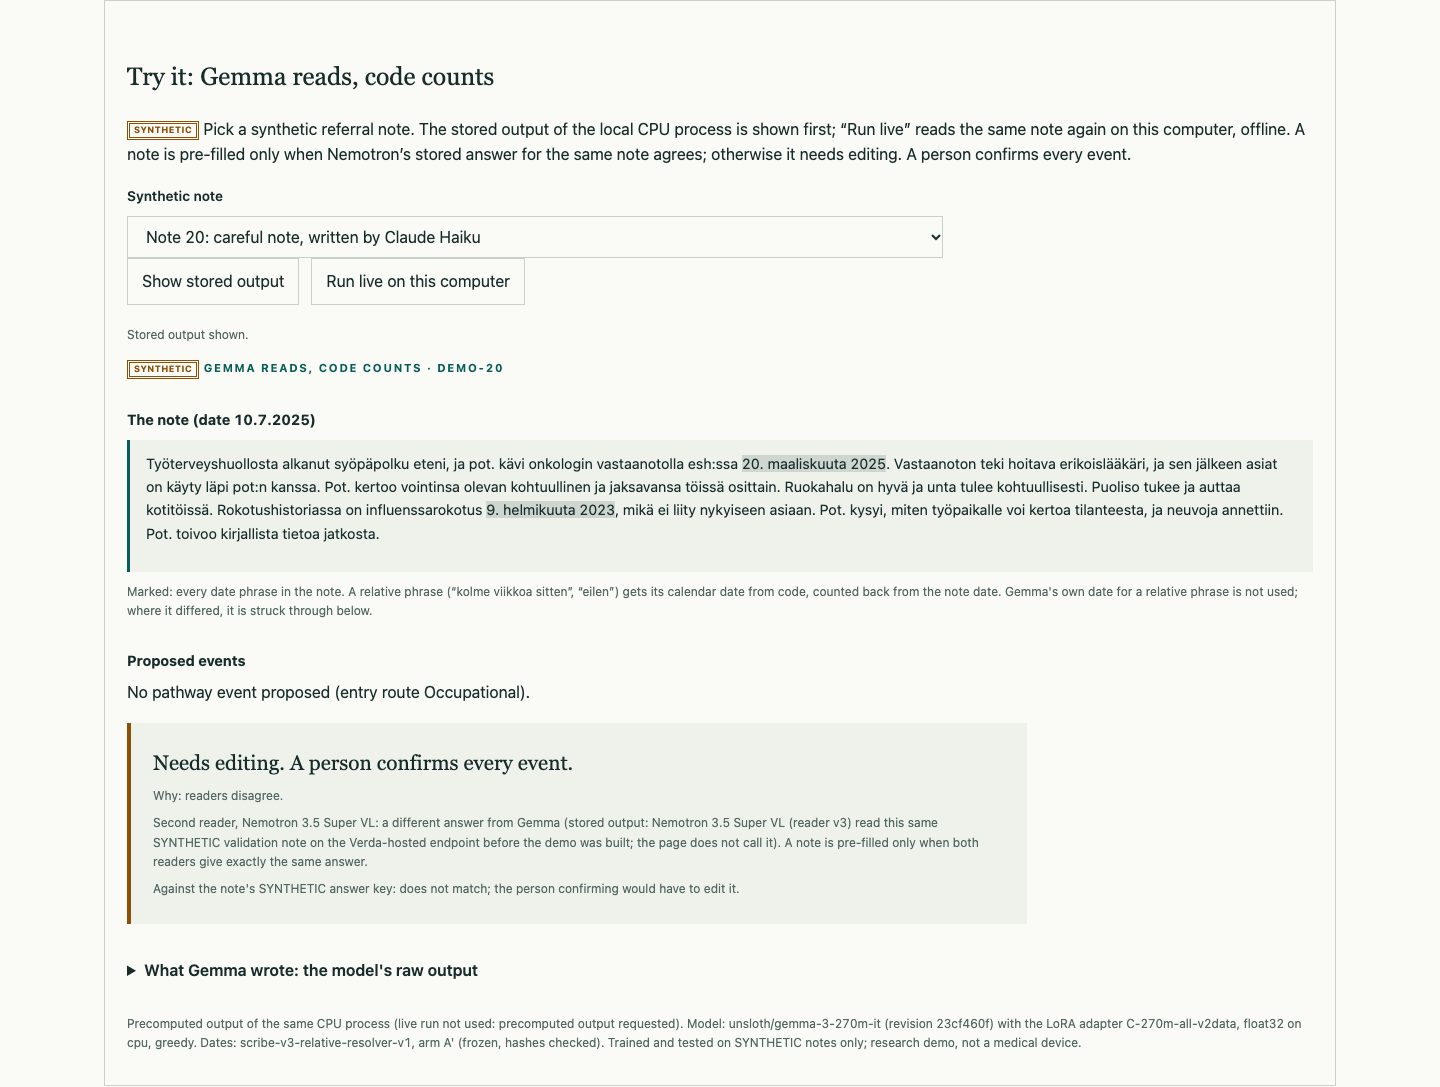 Try it: Gemma reads, code counts
SYNTHETIC Pick a synthetic referral note. The stored output of the local CPU process is shown first; “Run live” reads the same note again on this computer, offline. A
note is pre-filled only when Nemotron’s stored answer for the same note agrees; otherwise it needs editing. A person confirms every event.
Synthetic note
Note 20: careful note, written by Claude Haiku
Show stored output Run live on this computer
Stored output shown.
SYNTHETIC GEMMA READS, CODE COUNTS · DEMO-20
The note (date 10.7.2025)
Työterveyshuollosta alkanut syöpäpolku eteni, ja pot. kävi onkologin vastaanotolla esh:ssa 20. maaliskuuta 2025. Vastaanoton teki hoitava erikoislääkäri, ja sen jälkeen asiat
on käyty läpi pot:n kanssa. Pot. kertoo vointinsa olevan kohtuullinen ja jaksavansa töissä osittain. Ruokahalu on hyvä ja unta tulee kohtuullisesti. Puoliso tukee ja auttaa
kotitöissä. Rokotushistoriassa on influenssarokotus 9. helmikuuta 2023, mikä ei liity nykyiseen asiaan. Pot. kysyi, miten työpaikalle voi kertoa tilanteesta, ja neuvoja annettiin.
Pot. toivoo kirjallista tietoa jatkosta.
Marked: every date phrase in the note. A relative phrase (“kolme viikkoa sitten”, “eilen”) gets its calendar date from code, counted back from the note date. Gemma's own date for a relative phrase is not used;
where it differed, it is struck through below.
Proposed events
No pathway event proposed (entry route Occupational).
Needs editing. A person confirms every event.
Why: readers disagree.
Second reader, Nemotron 3.5 Super VL: a different answer from Gemma (stored output: Nemotron 3.5 Super VL (reader v3) read this same
SYNTHETIC validation note on the Verda-hosted endpoint before the demo was built; the page does not call it). A note is pre-filled only when both
readers give exactly the same answer.
Against the note's SYNTHETIC answer key: does not match; the person confirming would have to edit it.
What Gemma wrote: the model's raw output
Precomputed output of the same CPU process (live run not used: precomputed output requested). Model: unsloth/gemma-3-270m-it (revision 23cf460f) with the LoRA adapter C-270m-all-v2data, float32 on
cpu, greedy. Dates: scribe-v3-relative-resolver-v1, arm A' (frozen, hashes checked). Trained and tested on SYNTHETIC notes only; research demo, not a medical device.